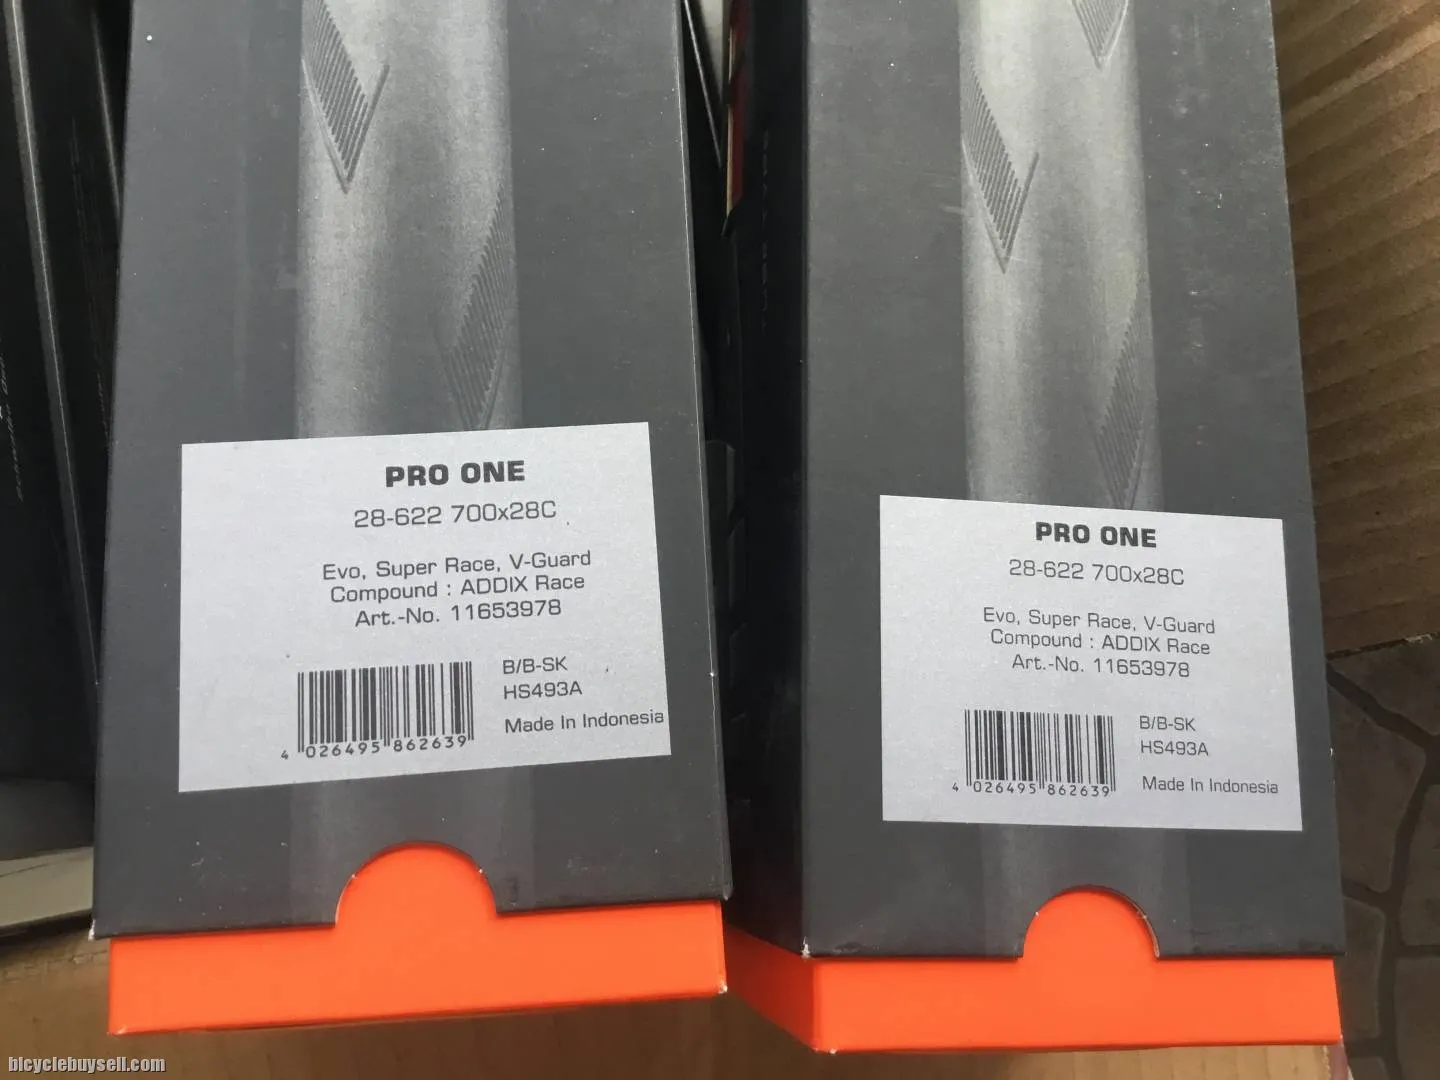 PRO ONE
28-622 700x28C
Evo, Super Race, V-Guard
Compound : ADDIX Race
Art.-No. 11653978
B/B-SK
HS493A
4 026495 862639
Made In Indonesia
PRO ONE
28-622 700x28C
Evo, Super Race, V-Guard
Compound : ADDIX Race
Art.-No. 11653978
B/B-SK
HS493A
4 026495 862639
Made In Indonesia
bicyclebuysell.com